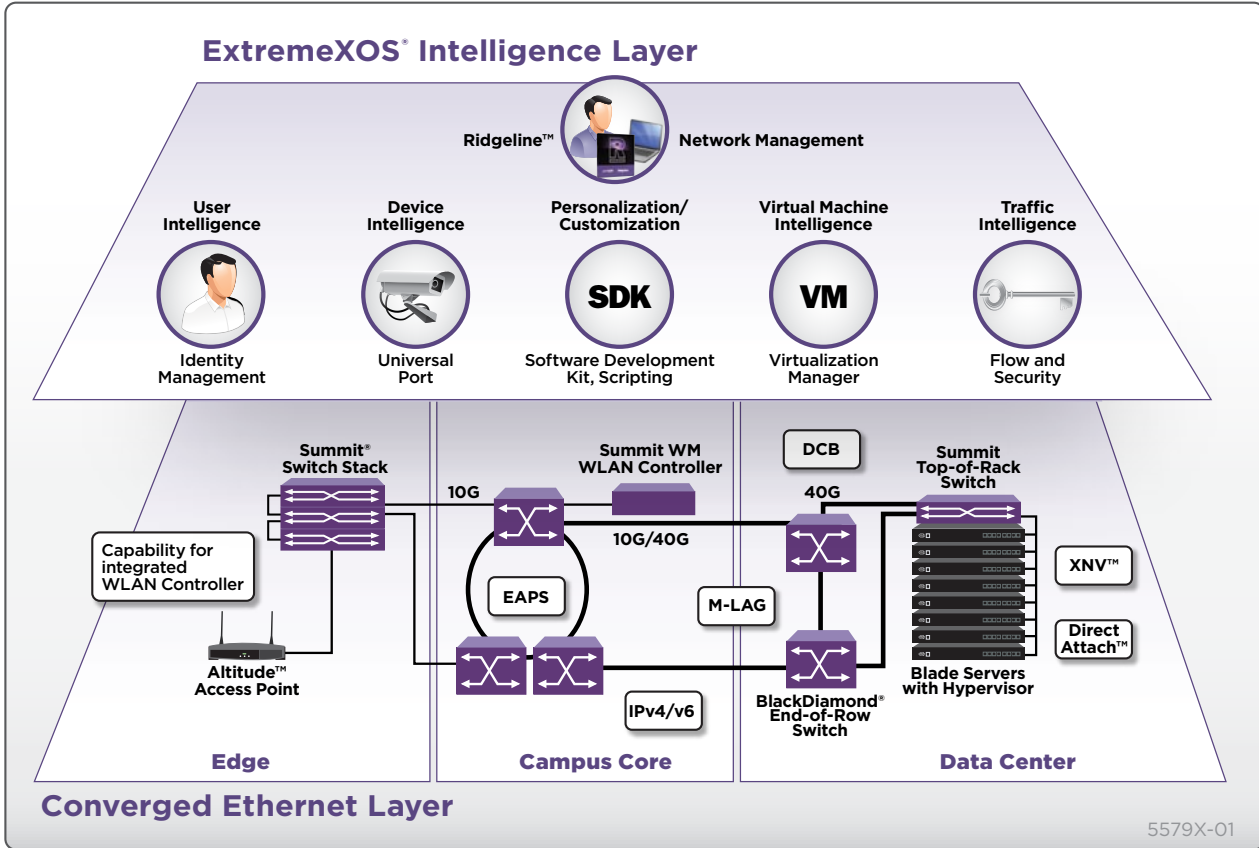 ExtremeXOS® Intelligence Layer
Ridgeline™
Network Management
User
Intelligence
Device
Intelligence
Personalization/
Customization
Virtual Machine
Intelligence
Traffic
Intelligence
SDK
VM
Identity
Management
Universal
Port
Software Development
Kit, Scripting
Virtualization
Manager
Flow and
Security
Summit®
Switch Stack
Summit WM
WLAN Controller
DCB
Summit
Top-of-Rack
Switch
10G
40G
10G/40G
Capability for
integrated
WLAN Controller
EAPS
M-LAG
XNV™
Direct
Attach™
Altitude™
Access Point
Blade Servers
with Hypervisor
IPv4/v6
BlackDiamond®
End-of-Row
Switch
Edge
Campus Core
Data Center
Converged Ethernet Layer
5579X-01